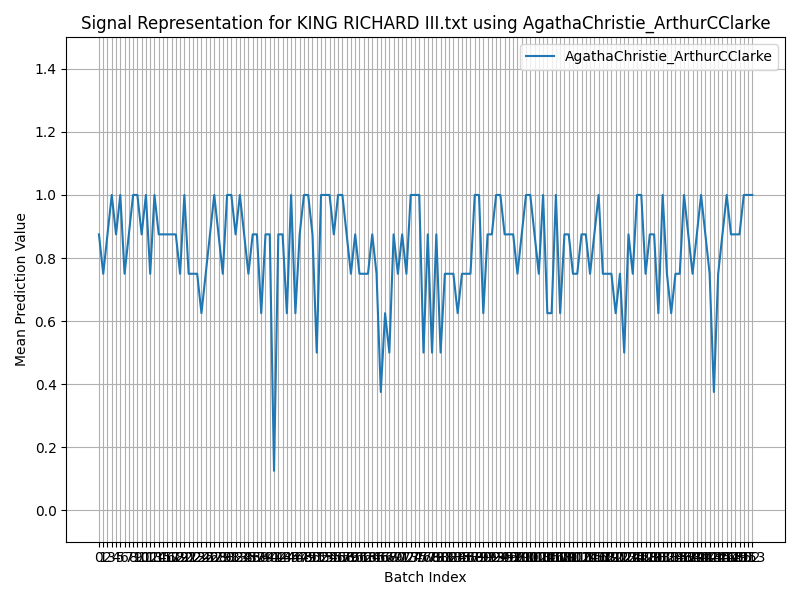 Signal Representation for KING RICHARD III.txt using AgathaChristie_ArthurCClarke
AgathaChristie_ArthurCClarke
1.4
1.2
1.0
0.8
0.6
0.4
0.2
0.0
Mean Prediction Value
Batch Index